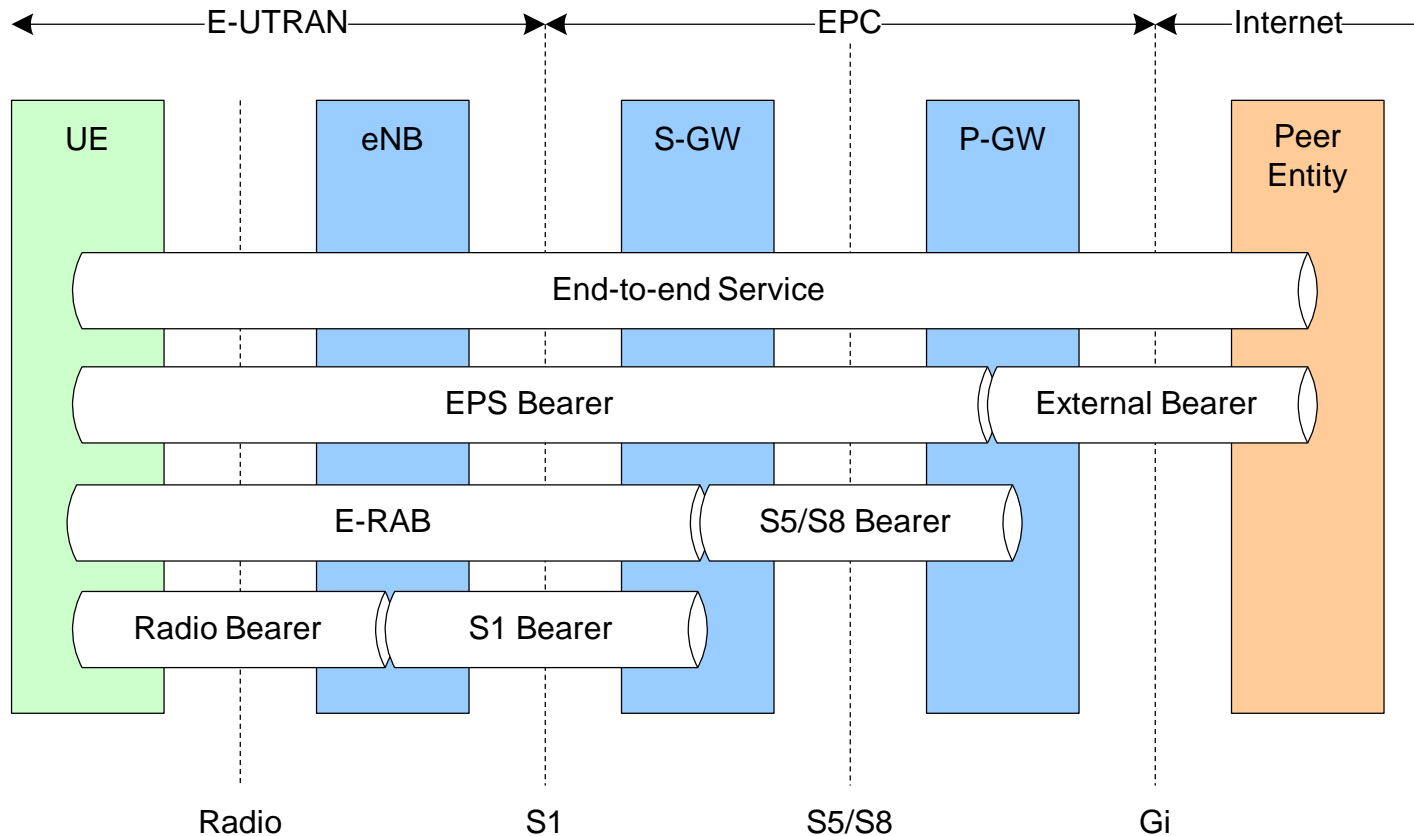 E-UTRAN EPC Internet
UE eNB S-GW P-GW Peer
Entity
End-to-end Service
EPS Bearer External Bearer
E-RAB S5/S8 Bearer
Radio Bearer S1 Bearer
Radio S1 S5/S8 Gi